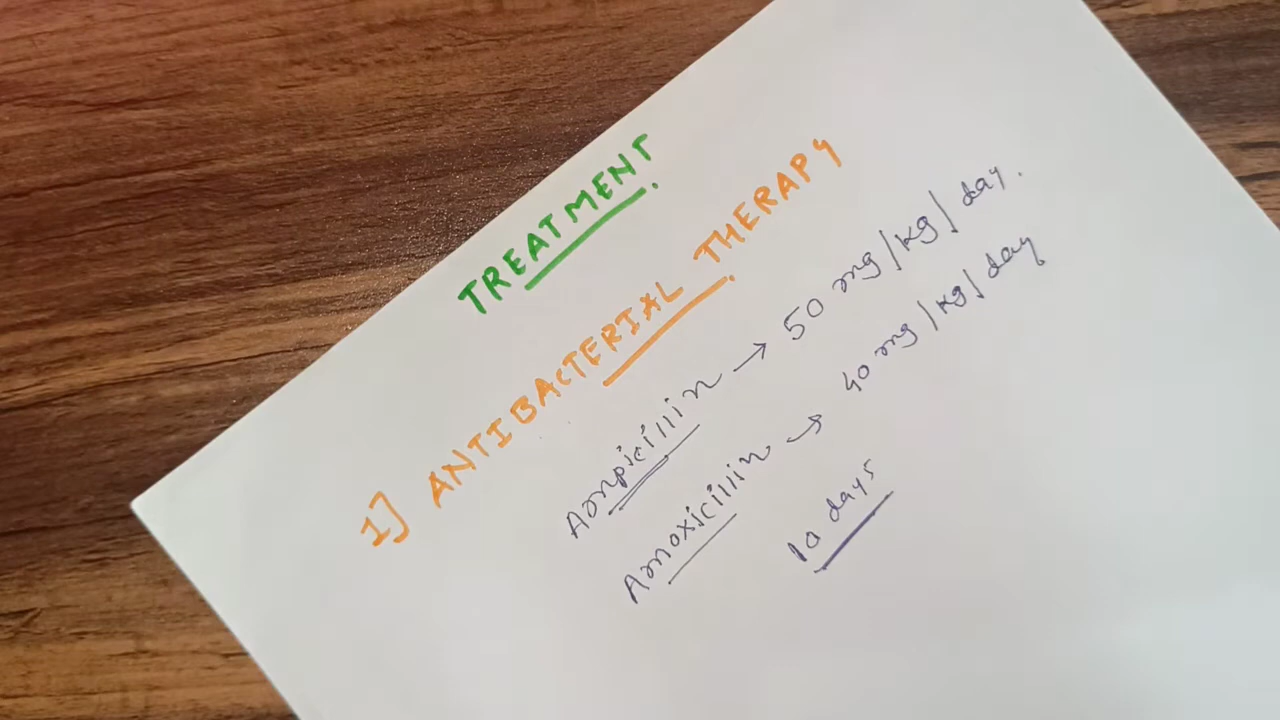 TREATMENT.
1] ANTIBACTERIAL THERAPY
Ampicillin → 50 mg/kg/day.
Amoxicillin → 40 mg/kg/day
10 days